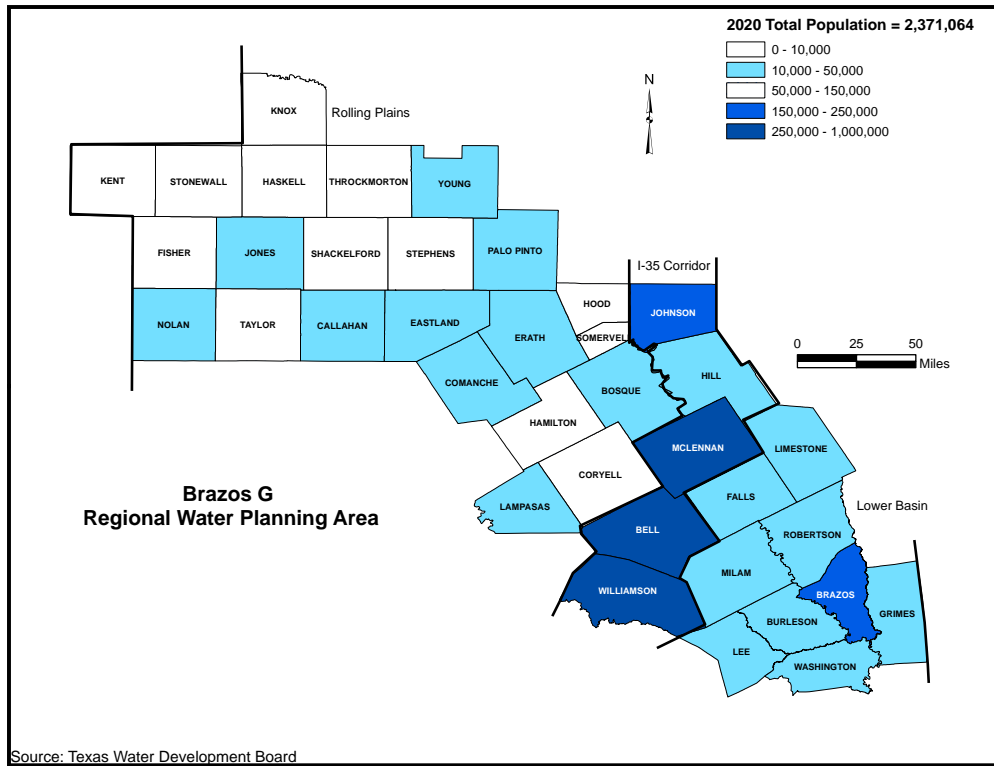 2020 Total Population = 2,371,064
0 - 10,000
10,000 - 50,000
50,000 - 150,000
150,000 - 250,000
250,000 - 1,000,000
N
KNOX
Rolling Plains
KENT
STONEWALL
HASKELL
THROCKMORTON
YOUNG
FISHER
JONES
SHACKELFORD
STEPHENS
PALO PINTO
I-35 Corridor
HOOD
JOHNSON
NOLAN
TAYLOR
CALLAHAN
EASTLAND
ERATH
SOMERVELL
0 25 50
Miles
COMANCHE
BOSQUE
HILL
HAMILTON
MCLENNAN
LIMESTONE
CORYELL
Brazos G
Regional Water Planning Area
LAMPASAS
FALLS
Lower Basin
BELL
ROBERTSON
MILAM
WILLIAMSON
BRAZOS
GRIMES
BURLESON
LEE
WASHINGTON
Source: Texas Water Development Board